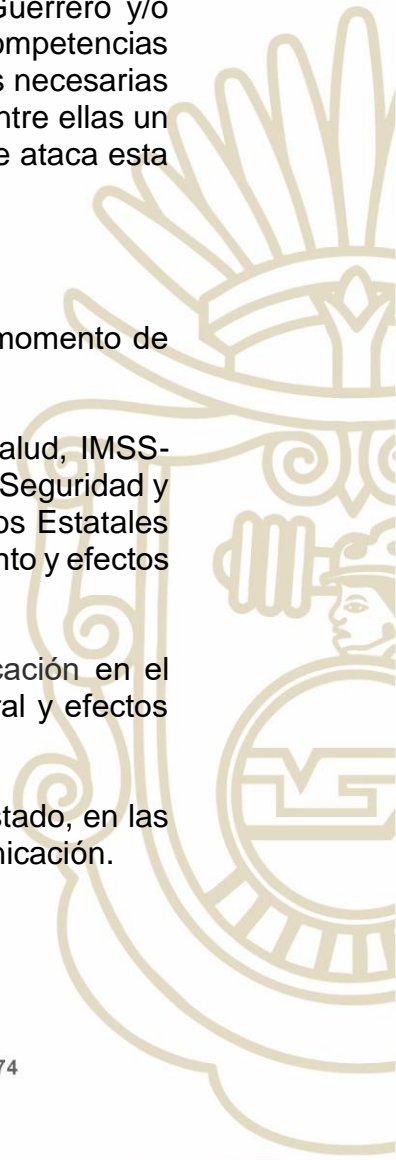 Guerrero y/o
ompetencias
s necesarias
ntre ellas un
e ataca esta
momento de
alud, IMSS-
Seguridad y
os Estatales
nto y efectos
cación en el
ral y efectos
stado, en las
nicación.
74